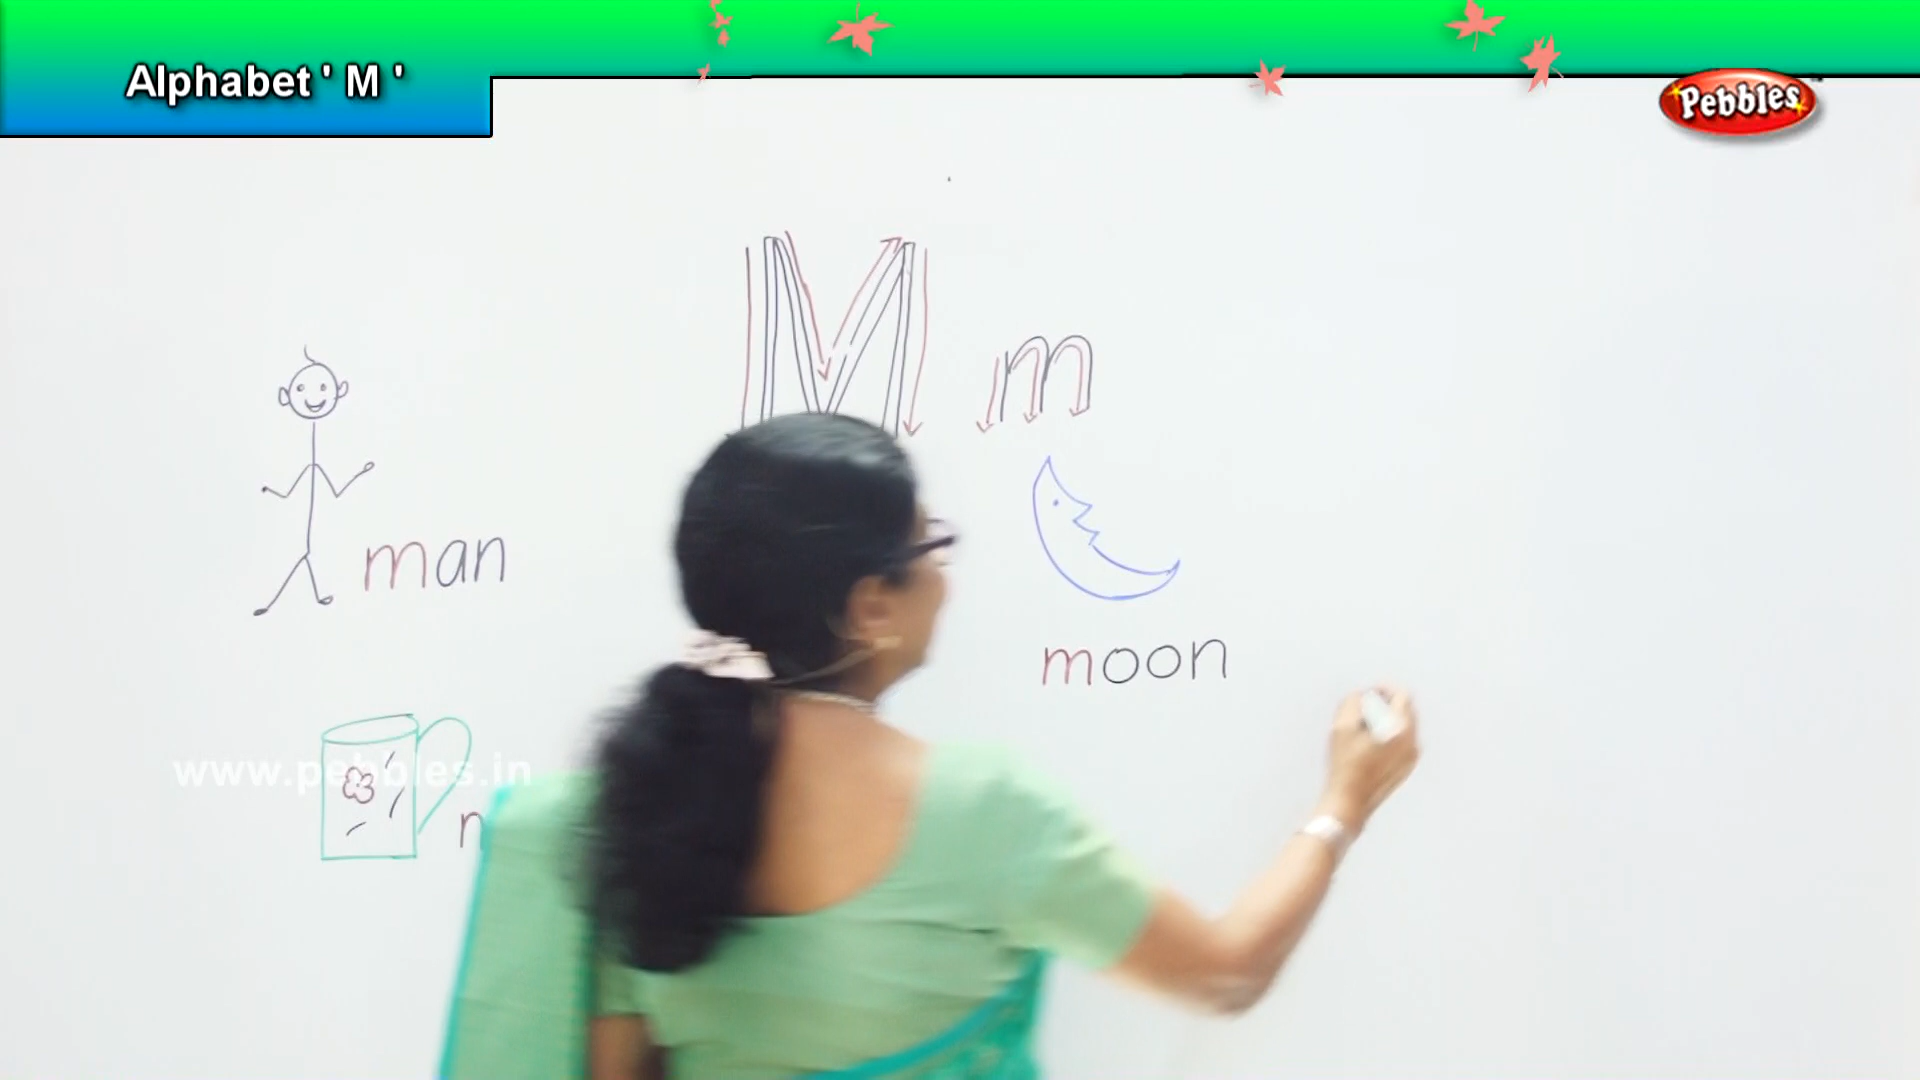 Alphabet ' M '
Pebbles
M m
man
moon
www.pebbles.in